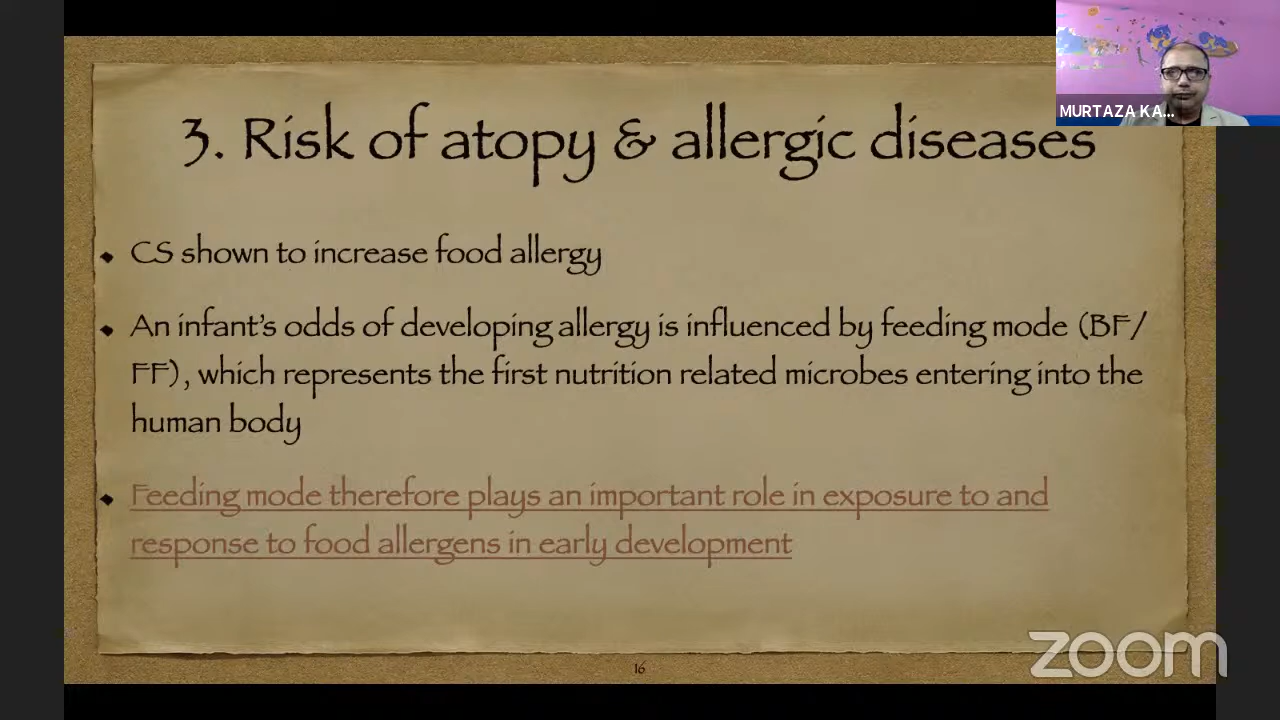 MURTAZA KA...
3. Risk of atopy & allergic diseases
CS shown to increase food allergy
An infant's odds of developing allergy is influenced by feeding mode (BF/
FF), which represents the first nutrition related microbes entering into the
human body
Feeding mode therefore plays an important role in exposure to and
response to food allergens in early development
16
zoom